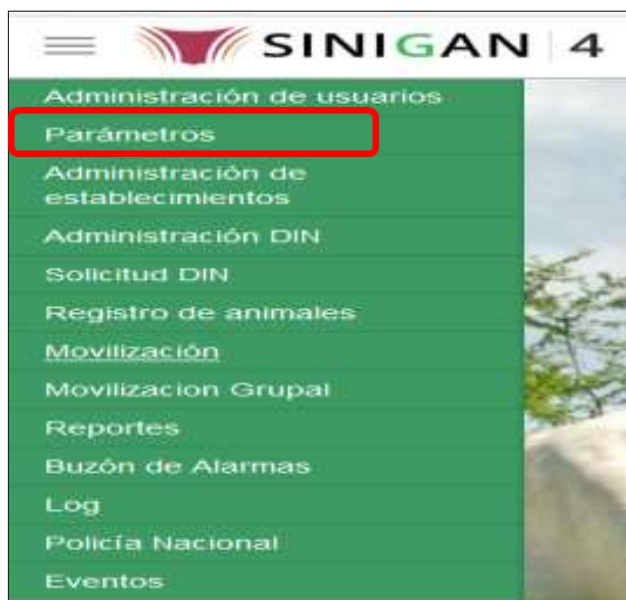 SINIGAN 4
Administración de usuarios
Parámetros
Administración de
establecimientos
Administración DIN
Solicitud DIN
Registro de animales
Movilización
Movilizacion Grupal
Reportes
Buzón de Alarmas
Log
Policía Nacional
Eventos